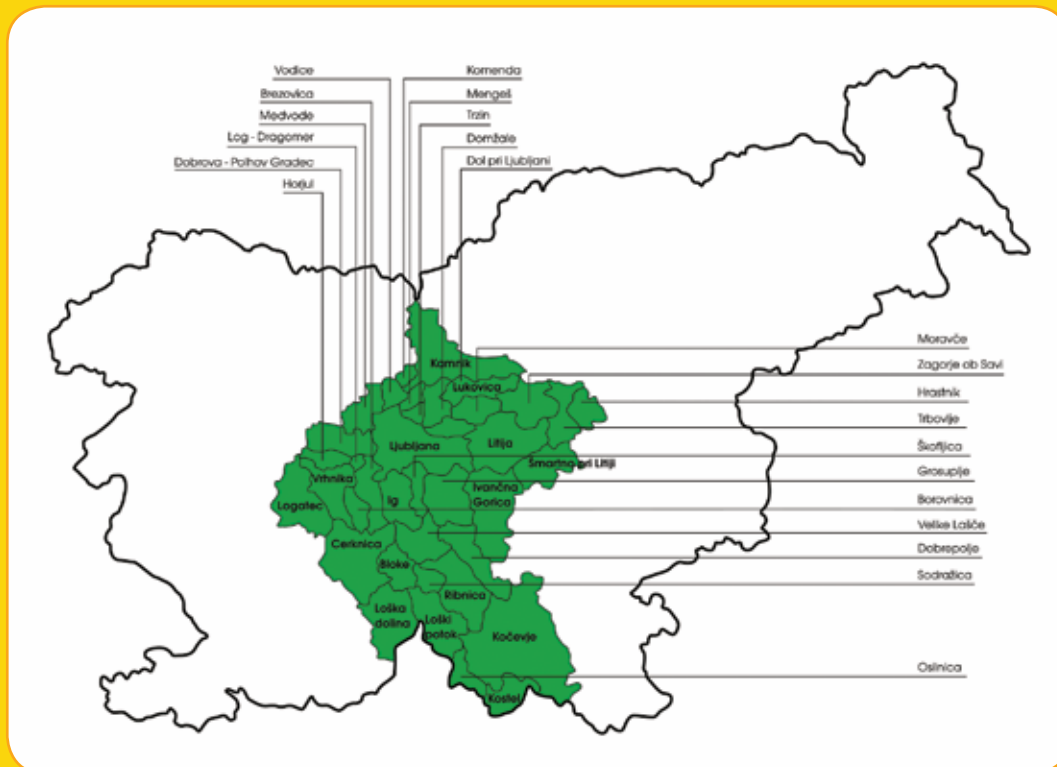 Vodice
Brezovica
Medvode
Log - Dragomer
Dobrova - Polhov Gradec
Horjul
Komenda
Mengeš
Trzin
Domžale
Dol pri Ljubljani
Moravče
Zagorje ob Savi
Hrastnik
Trbovlje
Škofljica
Grosuplje
Borovnica
Velike Lašče
Dobrepolje
Sodražica
Osilnica
Kamnik
Lukovica
Ljubljana
Litija
Šmartno pri Litiji
Vrhnika
Ig
Ivančna
Gorica
Logatec
Cerknica
Bloke
Ribnica
Loška
dolina
Loški
potok
Kočevje
Kostel